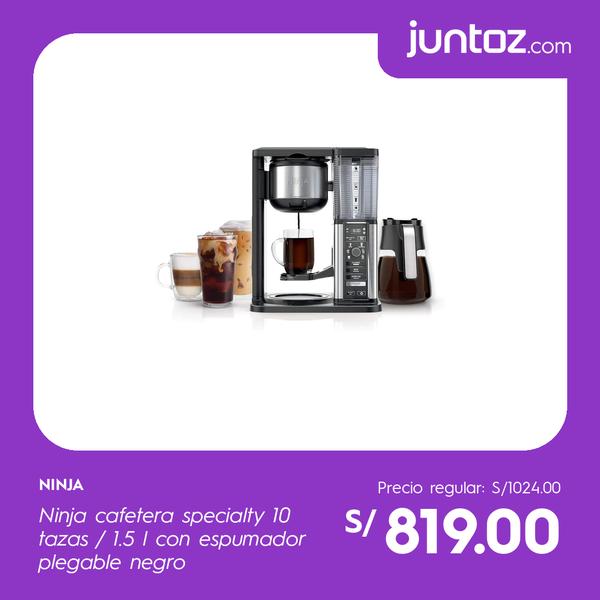 juntoz.com
NINJA
NINJA
Ninja cafetera specialty 10
tazas / 1.5 l con espumador
plegable negro
Precio regular: S/1024.00
S/ 819.00